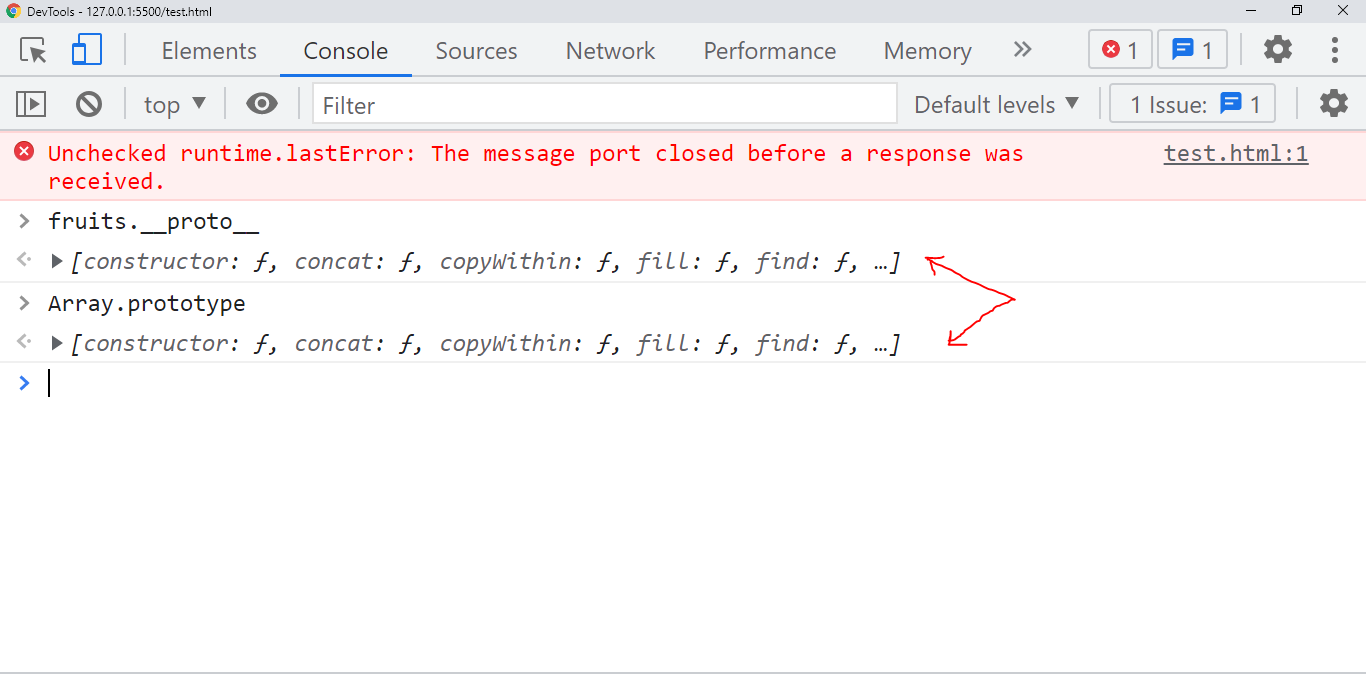 DevTools - 127.0.0.1:5500/test.html
Elements Console Sources Network Performance Memory » 1 1
top ▼ Filter Default levels ▼ 1 Issue: 1
Unchecked runtime.lastError: The message port closed before a response was test.html:1
received.
> fruits.__proto__
<· ▶ [constructor: ƒ, concat: ƒ, copyWithin: ƒ, fill: ƒ, find: ƒ, …]
> Array.prototype
<· ▶ [constructor: ƒ, concat: ƒ, copyWithin: ƒ, fill: ƒ, find: ƒ, …]
>